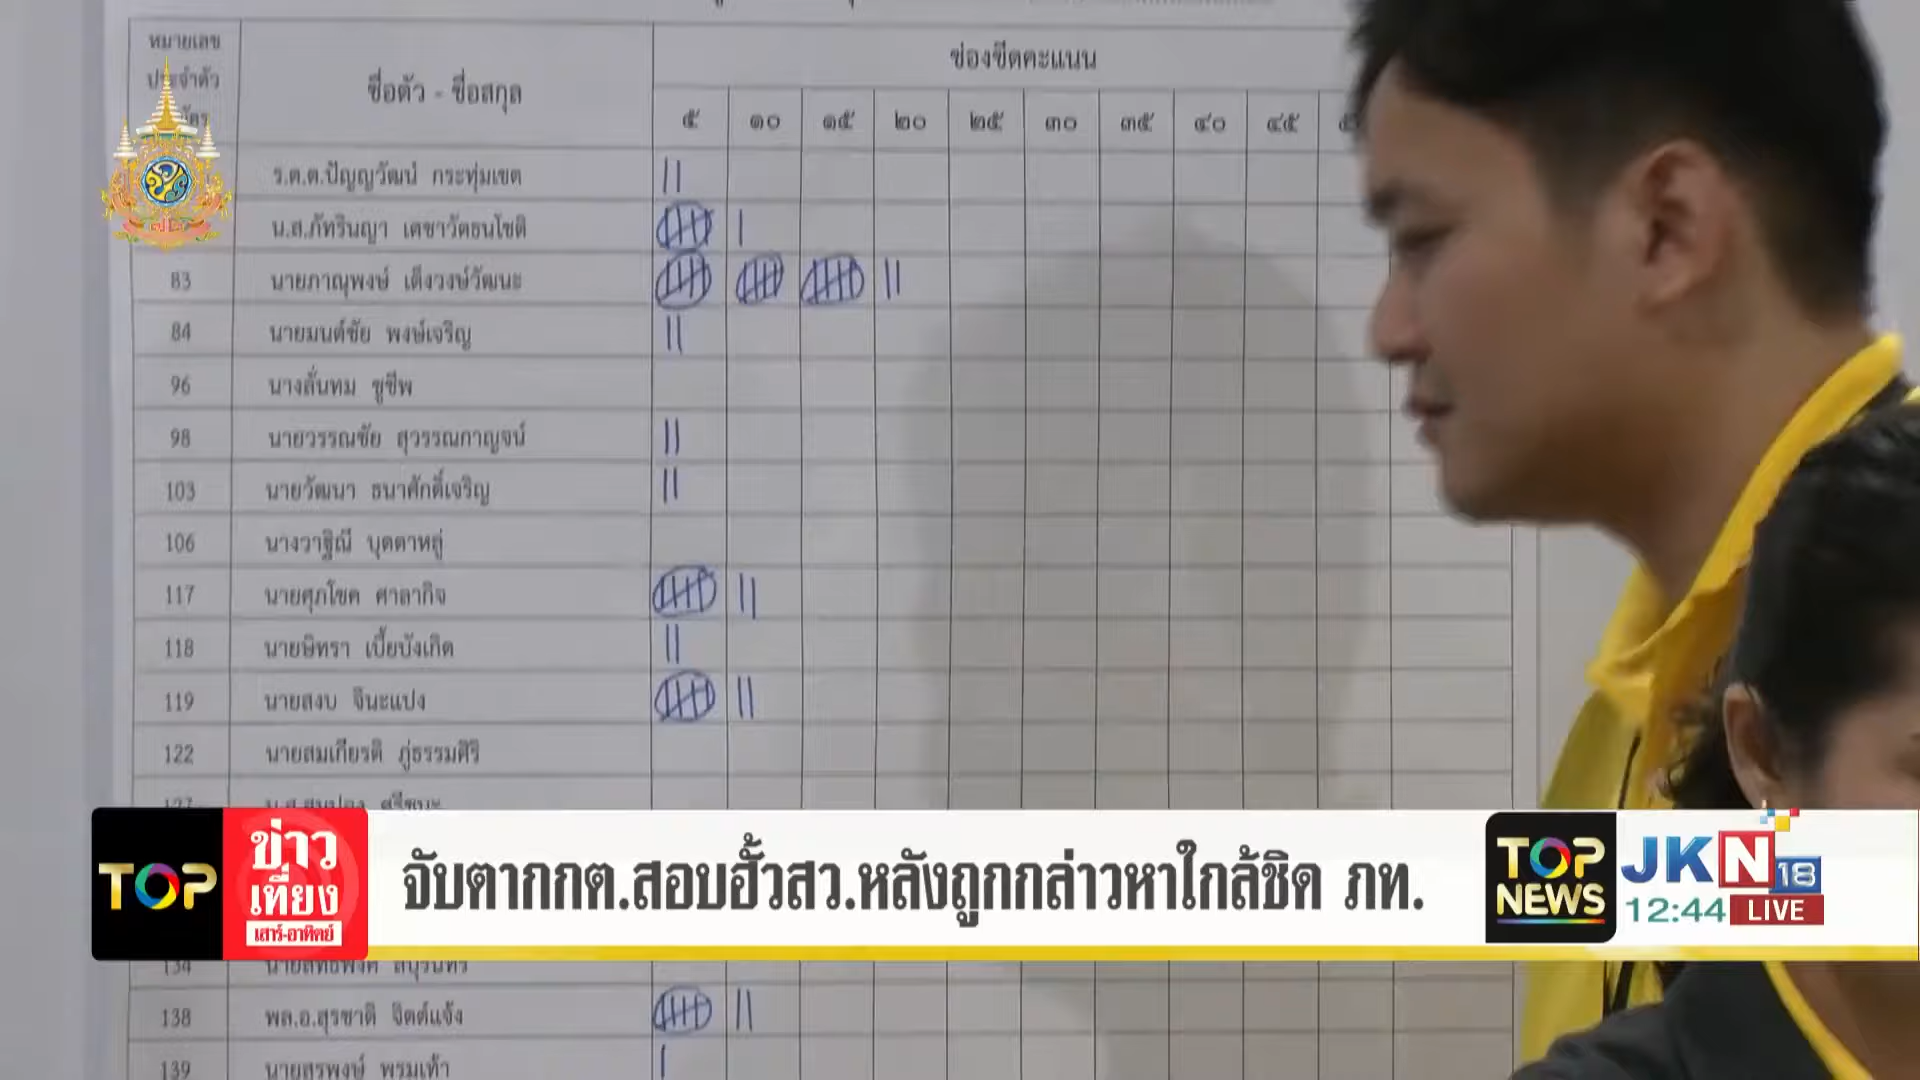 หมายเลข
ประจำตัว
ชื่อตัว - ชื่อสกุล
ช่องขีดคะแนน
๕ ๑๐ ๑๕ ๒๐ ๒๕ ๓๐ ๓๕ ๔๐ ๔๕
ร.ต.ต.ปัญญวัฒน์ กระทุ่มเขต
น.ส.ภัทรินญา เตชาวัตธนโชติ
83 นายภาณุพงษ์ เต็งวงษ์วัฒนะ
84 นายมนต์ชัย พงษ์เจริญ
96 นางลั่นทม ชูชีพ
98 นายวรรณชัย สุวรรณกาญจน์
103 นายวัฒนา ธนาศักดิ์เจริญ
106 นางวาฐิณี บุตตาหสู่
117 นายศุภโชค ศาลากิจ
118 นายษิทรา เบี้ยบังเกิด
119 นายสงบ จินะแปง
122 นายสมเกียรติ ภู่ธรรมศิริ
127
TOP ข่าวเที่ยง เสาร์-อาทิตย์
จับตากกต.สอบฮั้วสว.หลังถูกกล่าวหาใกล้ชิด ภท.
TOP NEWS
JKN 18
12:44 LIVE
134
138 พล.อ.สุรชาติ จิตต์แจ้ง
139 นายสุรพงษ์ พรมเท้า